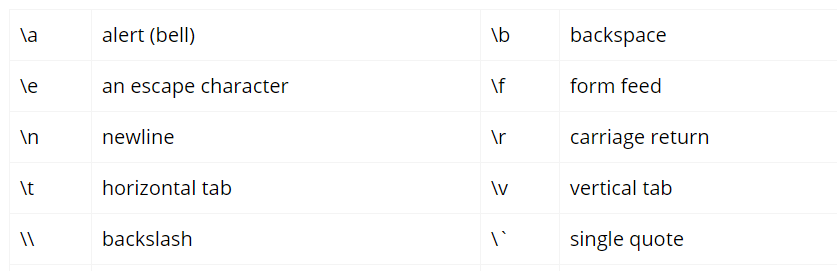 \a alert (bell) \b backspace
\e an escape character \f form feed
\n newline \r carriage return
\t horizontal tab \v vertical tab
\\ backslash \` single quote